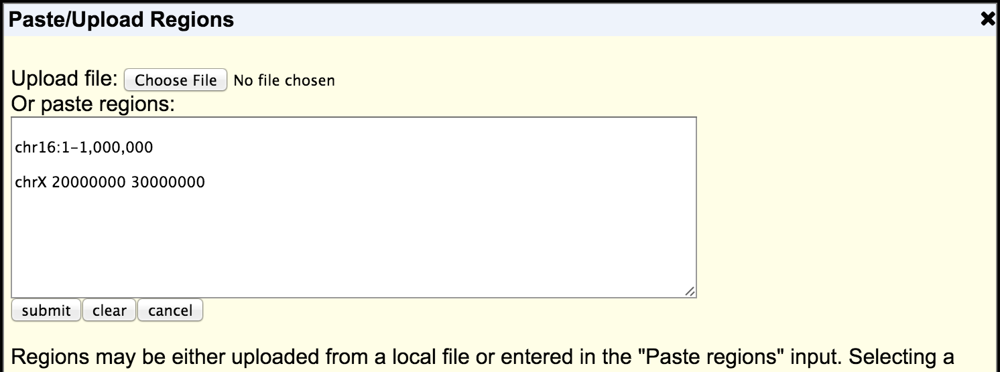 Paste/Upload Regions
Upload file: Choose File No file chosen
Or paste regions:
chr16:1-1,000,000
chrX 20000000 30000000
submit clear cancel
Regions may be either uploaded from a local file or entered in the "Paste regions" input. Selecting a